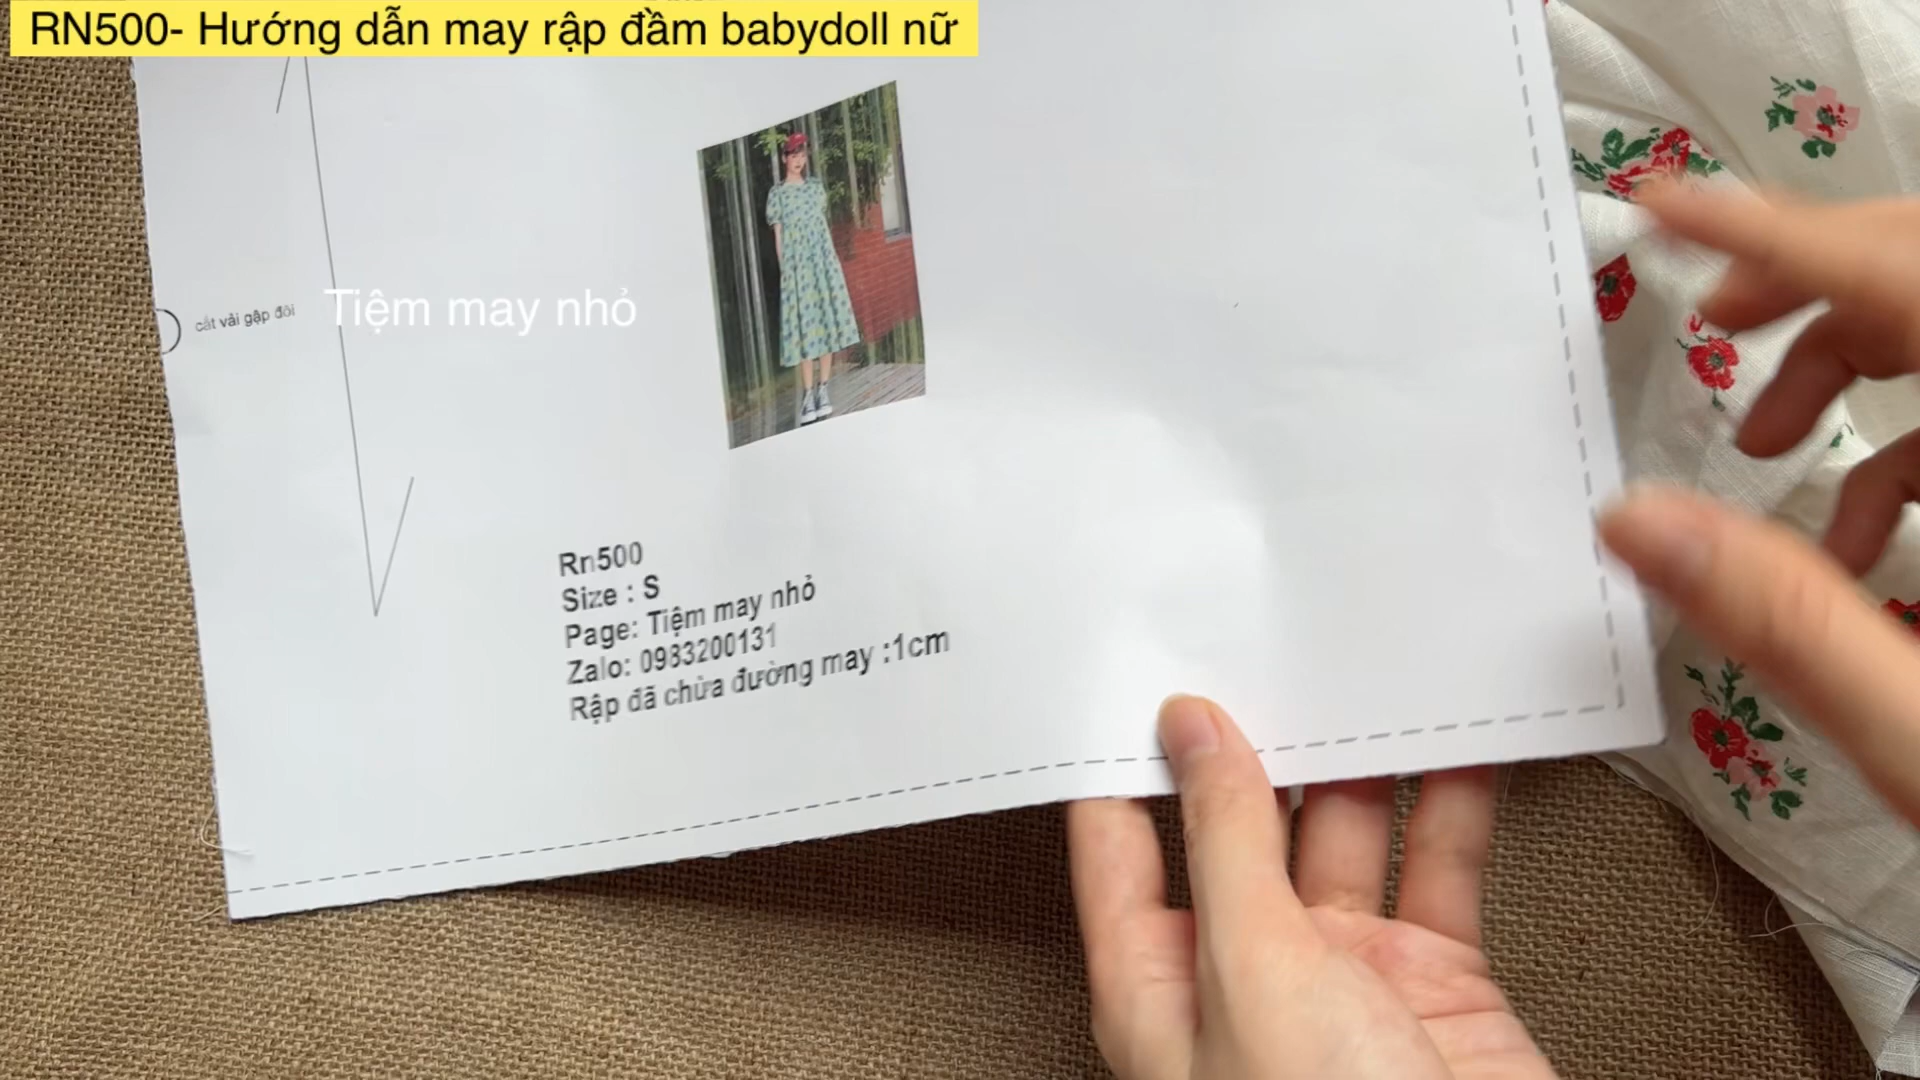 RN500- Hướng dẫn may rập đầm babydoll nữ
cắt vải gập đôi
Tiệm may nhỏ
Rn500
Size : S
Page: Tiệm may nhỏ
Zalo: 0983200131
Rập đã chừa đường may :1cm